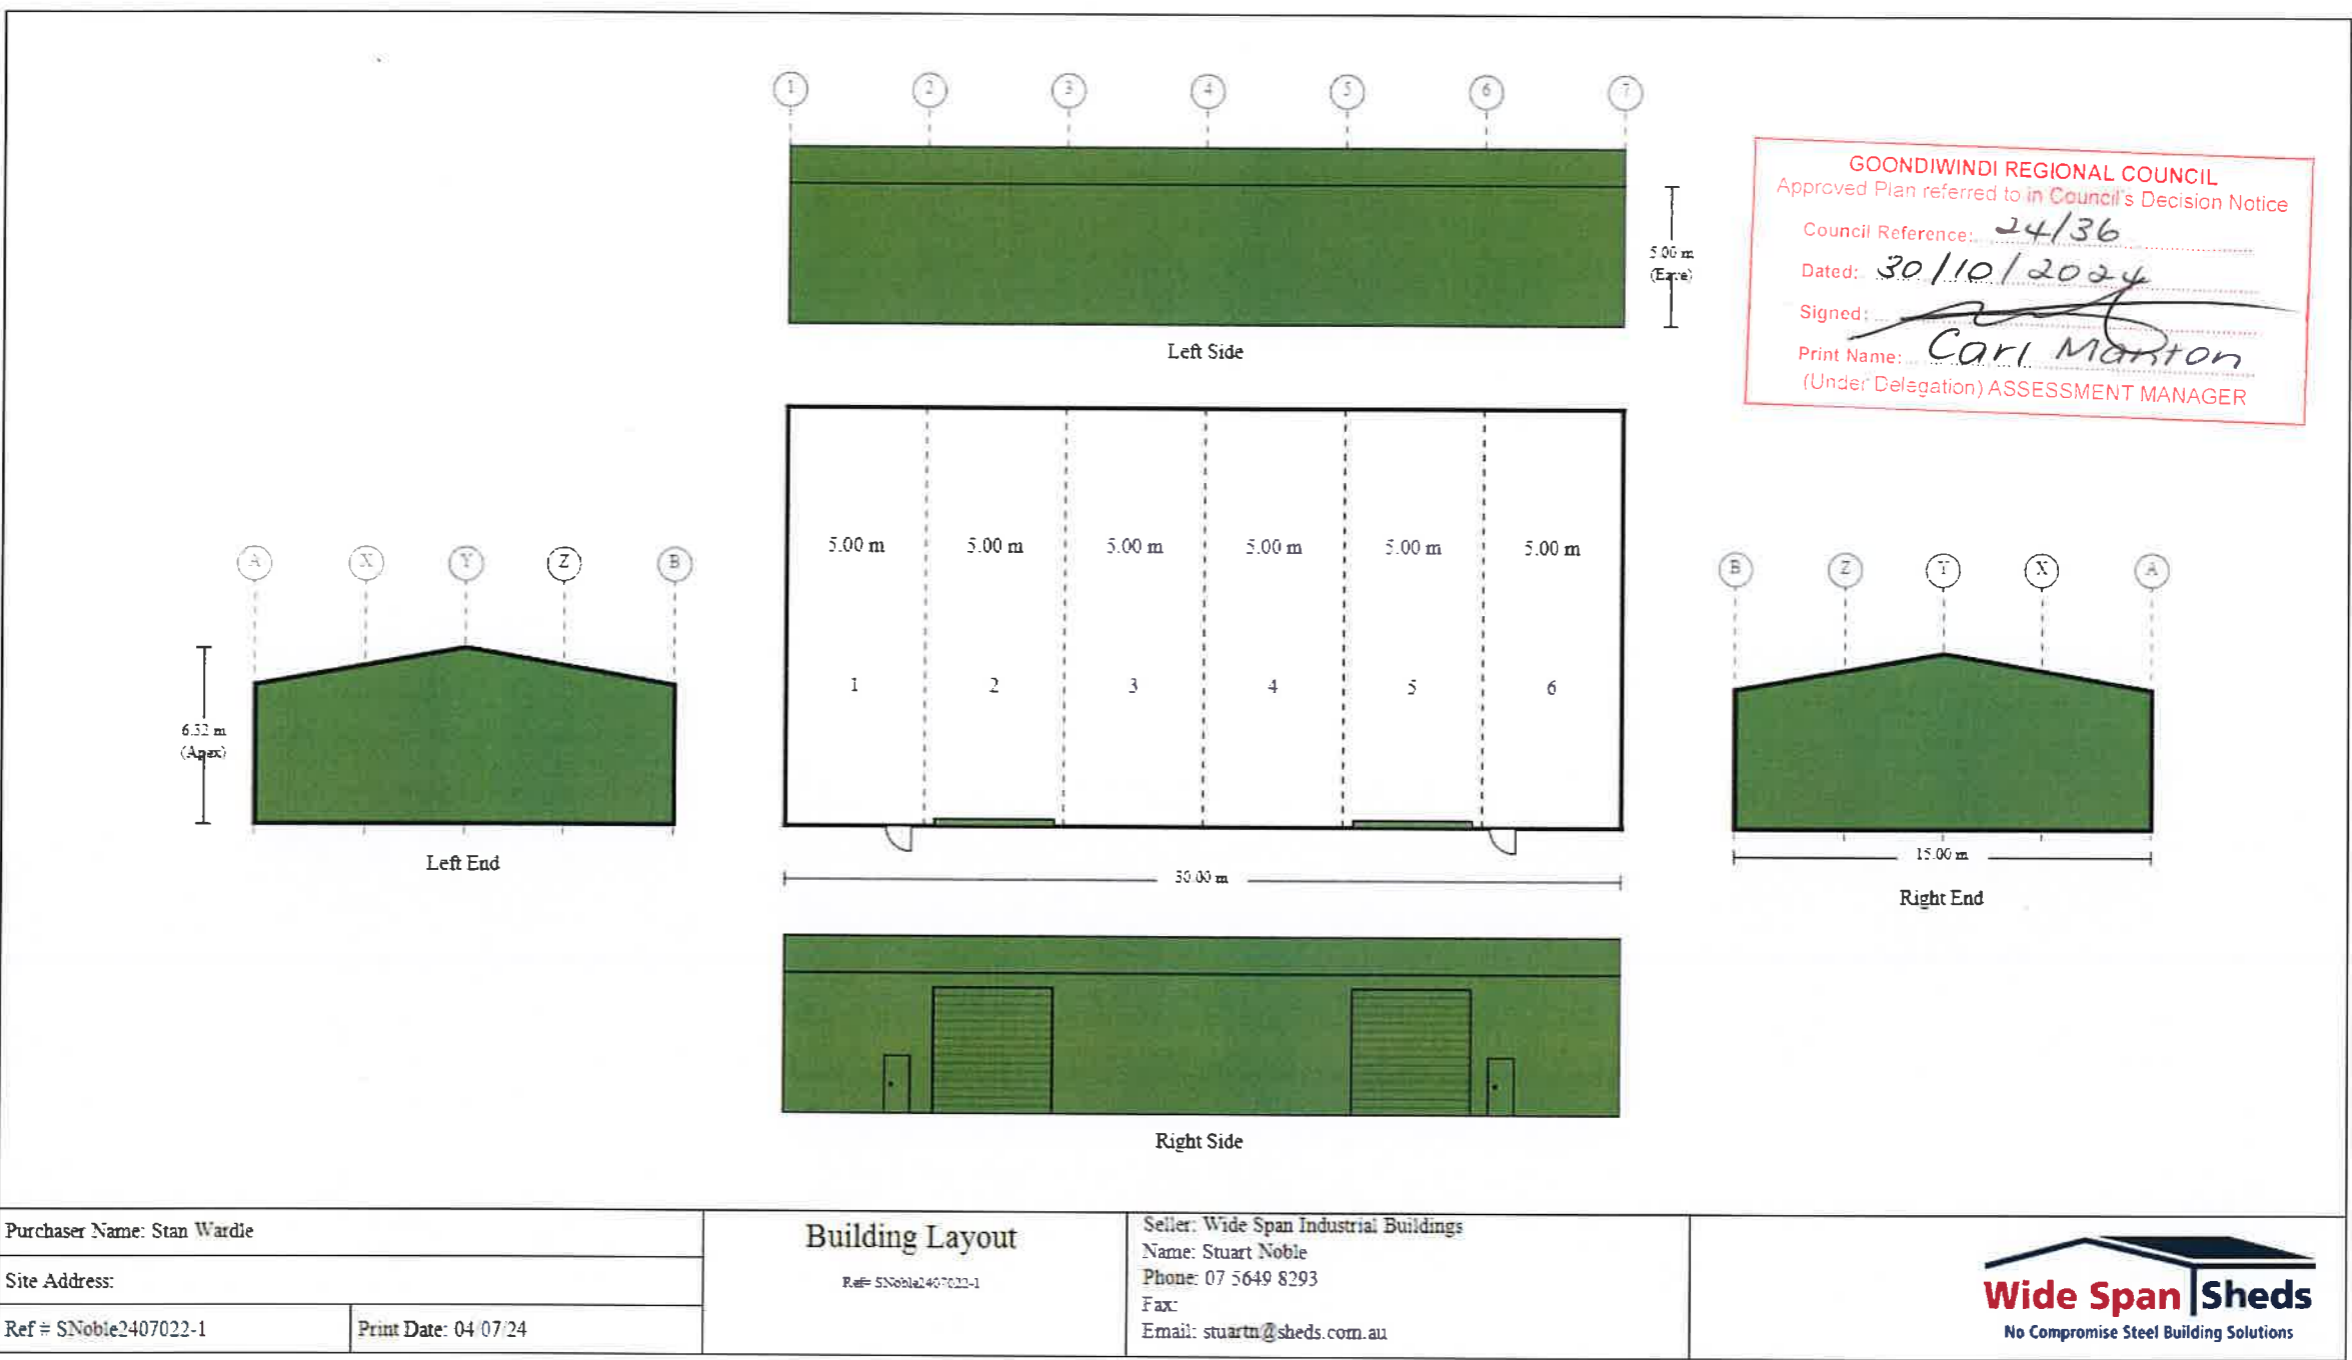 1 2 3 4 5 6 7
5.00 m
(Eave)
Left Side
GOONDIWINDI REGIONAL COUNCIL
Approved Plan referred to in Council's Decision Notice
Council Reference: 24/36
Dated: 30/10/2024
Signed:
Print Name: Carl Manton
(Under Delegation) ASSESSMENT MANAGER
A X Y Z B
6.32 m
(Apex)
Left End
5.00 m 5.00 m 5.00 m 5.00 m 5.00 m 5.00 m
1 2 3 4 5 6
30.00 m
B Z Y X A
15.00 m
Right End
Right Side
Purchaser Name: Stan Wardle
Site Address:
Ref # SNoble2407022-1
Print Date: 04/07/24
Building Layout
Ref# SNoble2407022-1
Seller: Wide Span Industrial Buildings
Name: Stuart Noble
Phone: 07 5649 8293
Fax:
Email: stuartn@sheds.com.au
Wide Span Sheds
No Compromise Steel Building Solutions